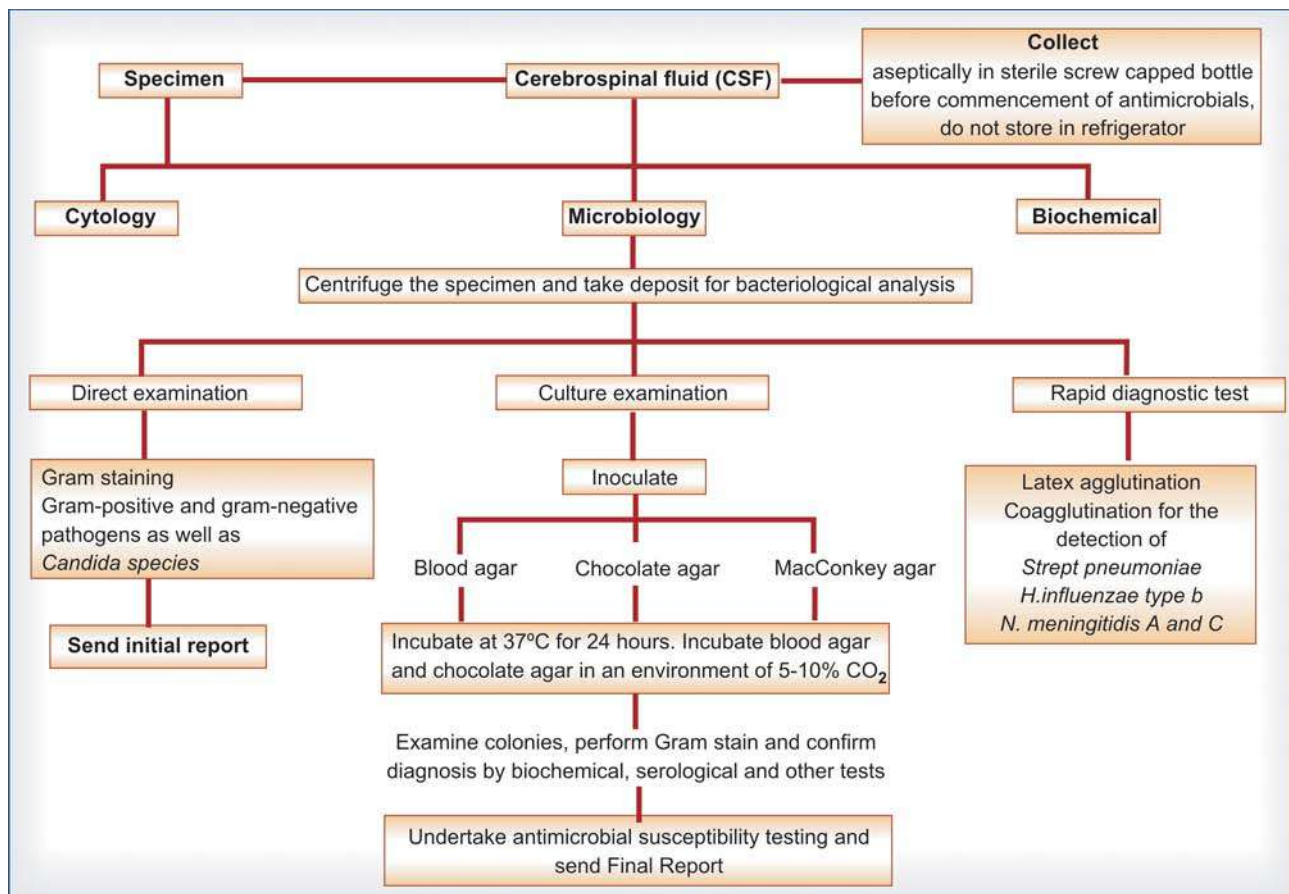 Specimen
Cerebrospinal fluid (CSF)
Collect
aseptically in sterile screw capped bottle
before commencement of antimicrobials,
do not store in refrigerator
Cytology
Microbiology
Biochemical
Centrifuge the specimen and take deposit for bacteriological analysis
Direct examination
Culture examination
Rapid diagnostic test
Gram staining
Gram-positive and gram-negative
pathogens as well as
Candida species
Send initial report
Inoculate
Blood agar
Chocolate agar
MacConkey agar
Incubate at 37ºC for 24 hours. Incubate blood agar
and chocolate agar in an environment of 5-10% CO₂
Examine colonies, perform Gram stain and confirm
diagnosis by biochemical, serological and other tests
Undertake antimicrobial susceptibility testing and
send Final Report
Latex agglutination
Coagglutination for the
detection of
Strept pneumoniae
H.influenzae type b
N. meningitidis A and C